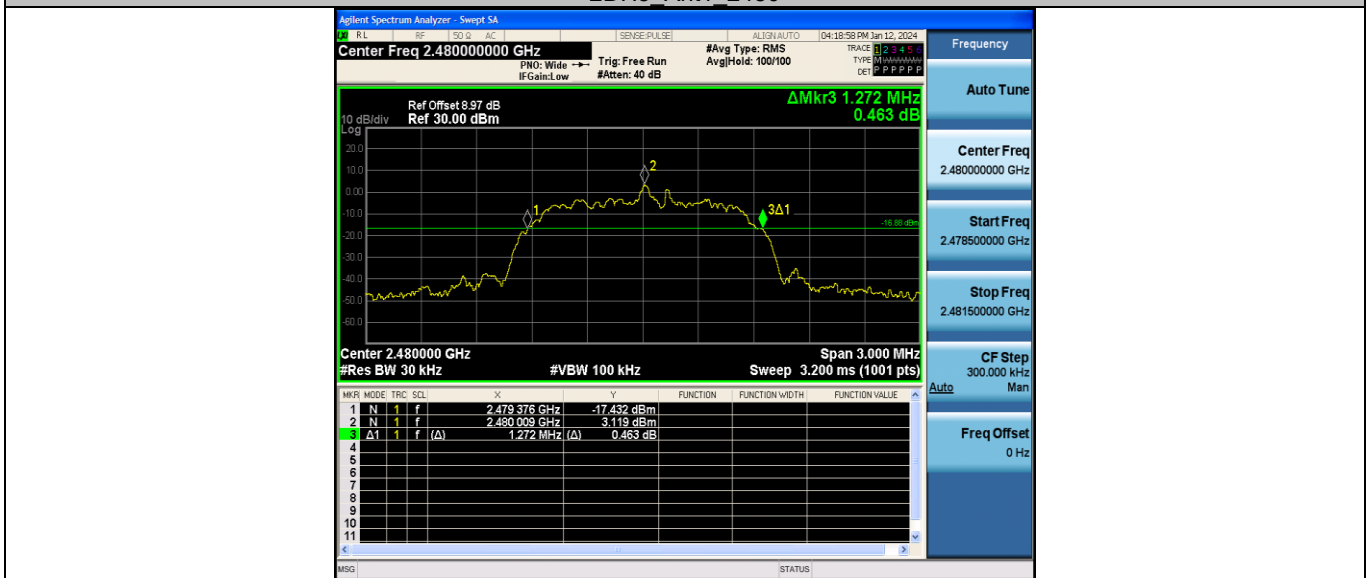 Agilent Spectrum Analyzer - Swept SA
RL RF 50 Ω AC SENSE:PULSE ALIGN AUTO 04:18:58 PM Jan 12, 2024
Center Freq 2.480000000 GHz
PNO: Wide
IFGain:Low
Trig: Free Run
#Atten: 40 dB
#Avg Type: RMS
Avg|Hold: 100/100
TRACE 1 2 3 4 5 6
TYPE M
DET P P P P P P
Frequency
Auto Tune
Center Freq
2.480000000 GHz
Start Freq
2.478500000 GHz
Stop Freq
2.481500000 GHz
CF Step
300.000 kHz
Auto Man
Freq Offset
0 Hz
ΔMkr3 1.272 MHz
0.463 dB
Ref Offset 8.97 dB
10 dB/div Ref 30.00 dBm
Log
20.0
10.0
0.00
-10.0
-20.0
-30.0
-40.0
-50.0
-60.0
1
2
3Δ1
-16.88 dBm
Center 2.480000 GHz Span 3.000 MHz
#Res BW 30 kHz #VBW 100 kHz Sweep 3.200 ms (1001 pts)
MKR MODE TRC SCL X Y FUNCTION FUNCTION WIDTH FUNCTION VALUE
1 N 1 f 2.479 376 GHz -17.432 dBm
2 N 1 f 2.480 009 GHz 3.119 dBm
3 Δ1 1 f (Δ) 1.272 MHz (Δ) 0.463 dB
4
5
6
7
8
9
10
11
MSG STATUS